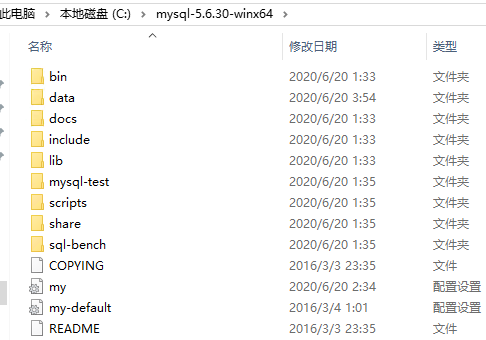 此电脑 > 本地磁盘 (C:) > mysql-5.6.30-winx64 >
名称 修改日期 类型
bin 2020/6/20 1:33 文件夹
data 2020/6/20 3:54 文件夹
docs 2020/6/20 1:33 文件夹
include 2020/6/20 1:33 文件夹
lib 2020/6/20 1:33 文件夹
mysql-test 2020/6/20 1:35 文件夹
scripts 2020/6/20 1:35 文件夹
share 2020/6/20 1:35 文件夹
sql-bench 2020/6/20 1:35 文件夹
COPYING 2016/3/3 23:35 文件
my 2020/6/20 2:34 配置设置
my-default 2016/3/4 1:01 配置设置
README 2016/3/3 23:35 文件